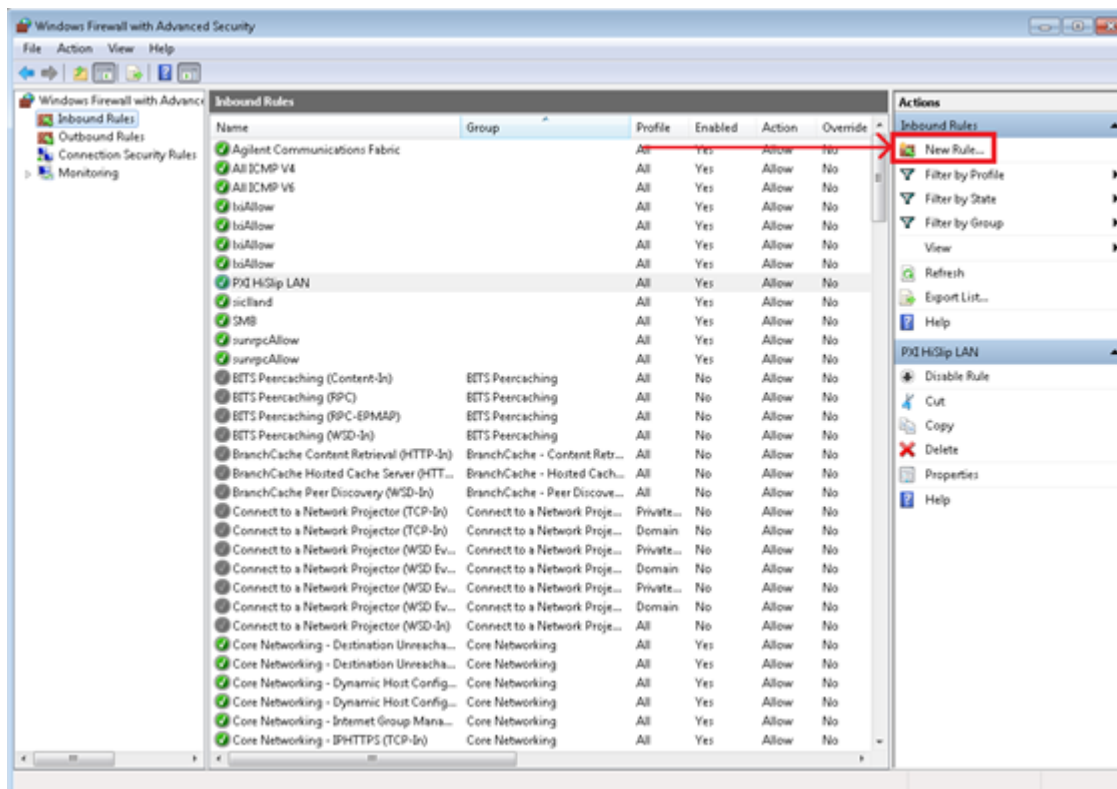 Windows Firewall with Advanced Security
File Action View Help
Windows Firewall with Advance
Inbound Rules
Outbound Rules
Connection Security Rules
Monitoring
Inbound Rules
Name Group Profile Enabled Action Override
Agilent Communications Fabric All Yes Allow No
All ICMP V4 All Yes Allow No
All ICMP V6 All Yes Allow No
lxiAllow All Yes Allow No
lxiAllow All Yes Allow No
lxiAllow All Yes Allow No
lxiAllow All Yes Allow No
PXI HiSlip LAN All Yes Allow No
siclland All Yes Allow No
SMB All Yes Allow No
sunrpcAllow All Yes Allow No
sunrpcAllow All Yes Allow No
BITS Peercaching (Content-In) BITS Peercaching All No Allow No
BITS Peercaching (RPC) BITS Peercaching All No Allow No
BITS Peercaching (RPC-EPMAP) BITS Peercaching All No Allow No
BITS Peercaching (WSD-In) BITS Peercaching All No Allow No
BranchCache Content Retrieval (HTTP-In) BranchCache - Content Retr... All No Allow No
BranchCache Hosted Cache Server (HTT... BranchCache - Hosted Cach... All No Allow No
BranchCache Peer Discovery (WSD-In) BranchCache - Peer Discove... All No Allow No
Connect to a Network Projector (TCP-In) Connect to a Network Proje... Private... No Allow No
Connect to a Network Projector (TCP-In) Connect to a Network Proje... Domain No Allow No
Connect to a Network Projector (WSD Ev... Connect to a Network Proje... Private... No Allow No
Connect to a Network Projector (WSD Ev... Connect to a Network Proje... Domain No Allow No
Connect to a Network Projector (WSD Ev... Connect to a Network Proje... Private... No Allow No
Connect to a Network Projector (WSD Ev... Connect to a Network Proje... Domain No Allow No
Connect to a Network Projector (WSD-In) Connect to a Network Proje... All No Allow No
Core Networking - Destination Unreacha... Core Networking All Yes Allow No
Core Networking - Destination Unreacha... Core Networking All Yes Allow No
Core Networking - Dynamic Host Config... Core Networking All Yes Allow No
Core Networking - Dynamic Host Config... Core Networking All Yes Allow No
Core Networking - Internet Group Mana... Core Networking All Yes Allow No
Core Networking - IPHTTPS (TCP-In) Core Networking All Yes Allow No
Actions
Inbound Rules
New Rule...
Filter by Profile
Filter by State
Filter by Group
View
Refresh
Export List...
Help
PXI HiSlip LAN
Disable Rule
Cut
Copy
Delete
Properties
Help